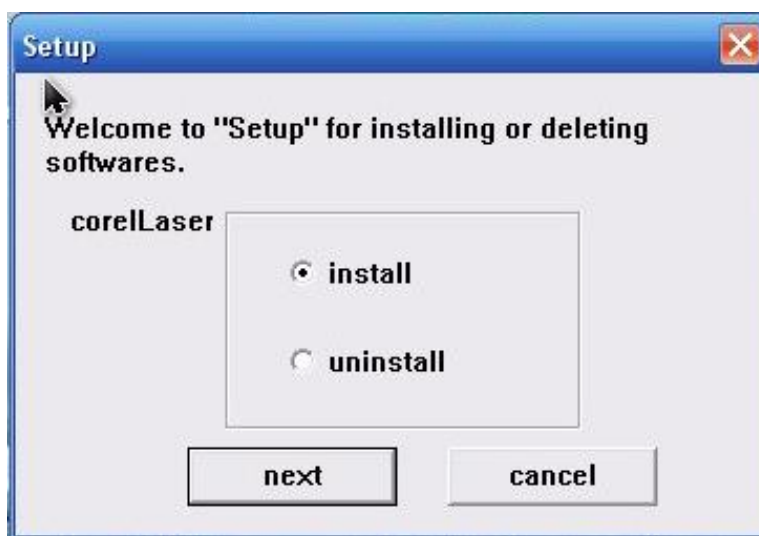 Setup
Welcome to "Setup" for installing or deleting
softwares.
corelLaser
install
uninstall
next
cancel